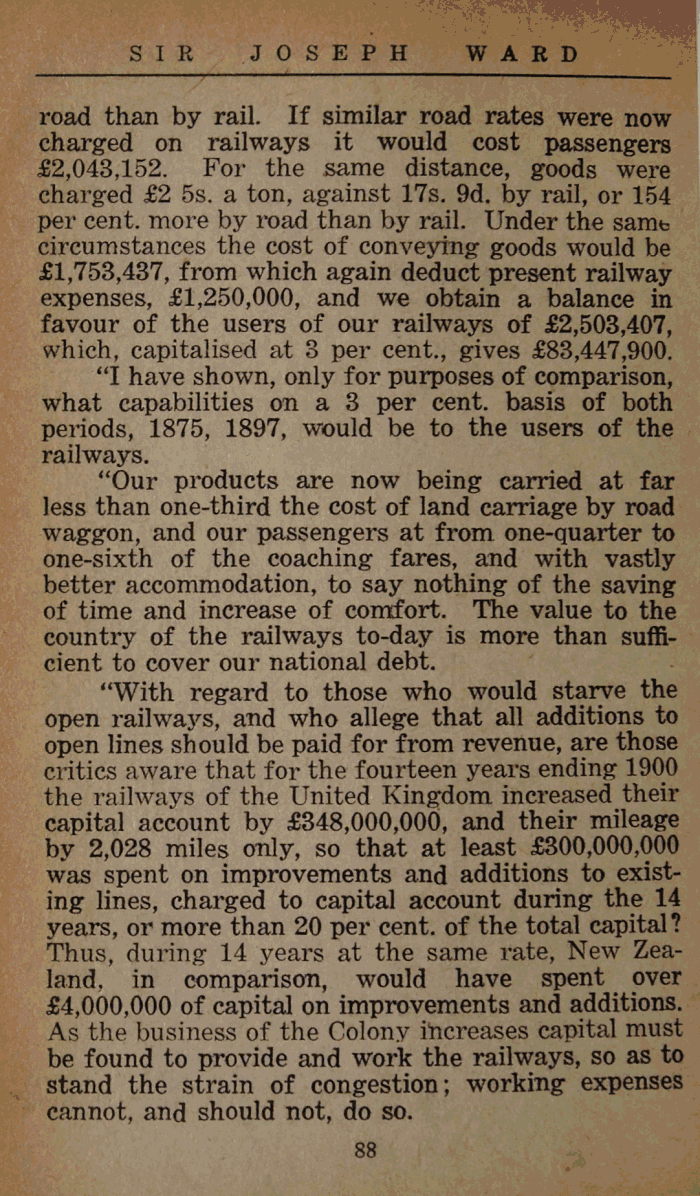 SIR JOSEPH WARD
road than by rail. If similar road rates were now
charged on railways it would cost passengers
£2,043,152. For the same distance, goods were
charged £2 5s. a ton, against 17s. 9d. by rail, or 154
per cent. more by road than by rail. Under the same
circumstances the cost of conveying goods would be
£1,753,437, from which again deduct present railway
expenses, £1,250,000, and we obtain a balance in
favour of the users of our railways of £2,503,407,
which, capitalised at 3 per cent., gives £83,447,900.
“I have shown, only for purposes of comparison,
what capabilities on a 3 per cent. basis of both
periods, 1875, 1897, would be to the users of the
railways.
“Our products are now being carried at far
less than one-third the cost of land carriage by road
waggon, and our passengers at from one-quarter to
one-sixth of the coaching fares, and with vastly
better accommodation, to say nothing of the saving
of time and increase of comfort. The value to the
country of the railways to-day is more than suffi-
cient to cover our national debt.
“With regard to those who would starve the
open railways, and who allege that all additions to
open lines should be paid for from revenue, are those
critics aware that for the fourteen years ending 1900
the railways of the United Kingdom increased their
capital account by £348,000,000, and their mileage
by 2,028 miles only, so that at least £300,000,000
was spent on improvements and additions to exist-
ing lines, charged to capital account during the 14
years, or more than 20 per cent. of the total capital?
Thus, during 14 years at the same rate, New Zea-
land, in comparison, would have spent over
£4,000,000 of capital on improvements and additions.
As the business of the Colony increases capital must
be found to provide and work the railways, so as to
stand the strain of congestion; working expenses
cannot, and should not, do so.
88